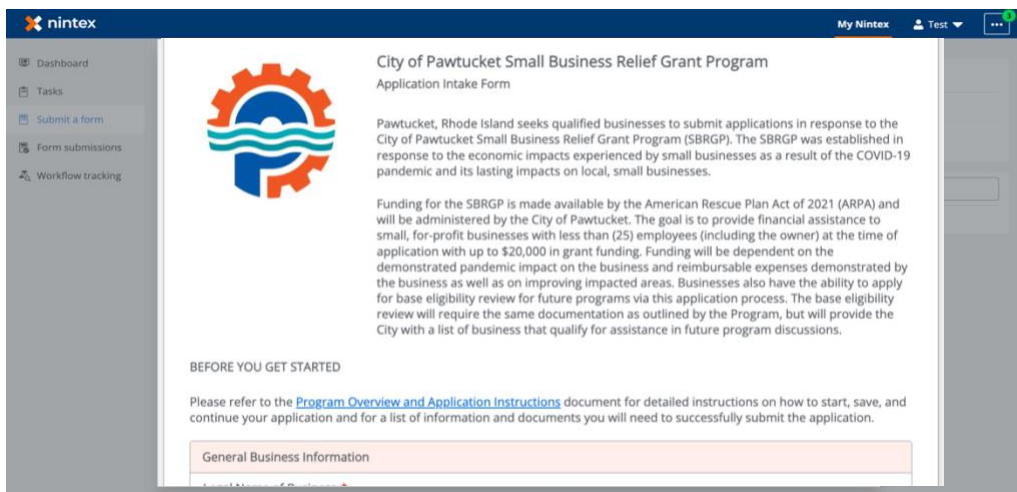 nintex
My Nintex
Test
3
Dashboard
Tasks
Submit a form
Form submissions
Workflow tracking
City of Pawtucket Small Business Relief Grant Program
Application Intake Form
Pawtucket, Rhode Island seeks qualified businesses to submit applications in response to the
City of Pawtucket Small Business Relief Grant Program (SBRGP). The SBRGP was established in
response to the economic impacts experienced by small businesses as a result of the COVID-19
pandemic and its lasting impacts on local, small businesses.
Funding for the SBRGP is made available by the American Rescue Plan Act of 2021 (ARPA) and
will be administered by the City of Pawtucket. The goal is to provide financial assistance to
small, for-profit businesses with less than (25) employees (including the owner) at the time of
application with up to $20,000 in grant funding. Funding will be dependent on the
demonstrated pandemic impact on the business and reimbursable expenses demonstrated by
the business as well as on improving impacted areas. Businesses also have the ability to apply
for base eligibility review for future programs via this application process. The base eligibility
review will require the same documentation as outlined by the Program, but will provide the
City with a list of business that qualify for assistance in future program discussions.
BEFORE YOU GET STARTED
Please refer to the Program Overview and Application Instructions document for detailed instructions on how to start, save, and
continue your application and for a list of information and documents you will need to successfully submit the application.
General Business Information
Legal Name of Business *